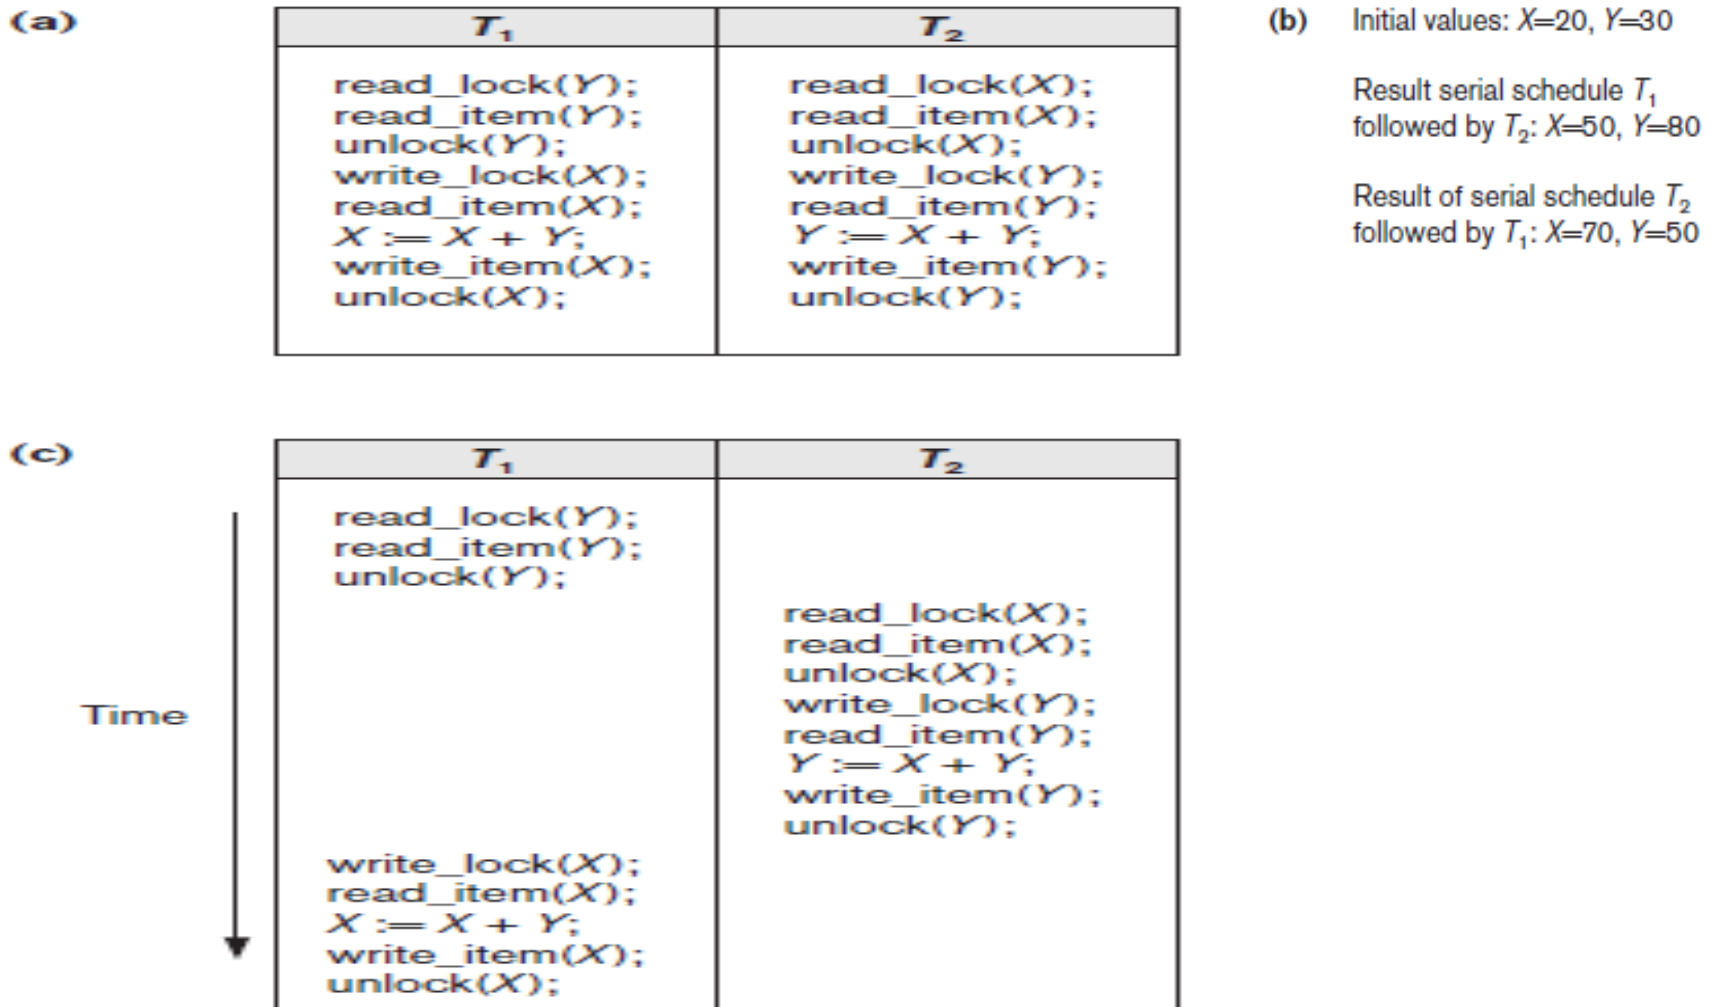 (a)
T₁
T₂
read_lock(Y);
read_item(Y);
unlock(Y);
write_lock(X);
read_item(X);
X := X + Y;
write_item(X);
unlock(X);
read_lock(X);
read_item(X);
unlock(X);
write_lock(Y);
read_item(Y);
Y := X + Y;
write_item(Y);
unlock(Y);
(b) Initial values: X=20, Y=30
Result serial schedule T₁
followed by T₂: X=50, Y=80
Result of serial schedule T₂
followed by T₁: X=70, Y=50
(c)
Time
T₁
T₂
read_lock(Y);
read_item(Y);
unlock(Y);
read_lock(X);
read_item(X);
unlock(X);
write_lock(Y);
read_item(Y);
Y := X + Y;
write_item(Y);
unlock(Y);
write_lock(X);
read_item(X);
X := X + Y;
write_item(X);
unlock(X);